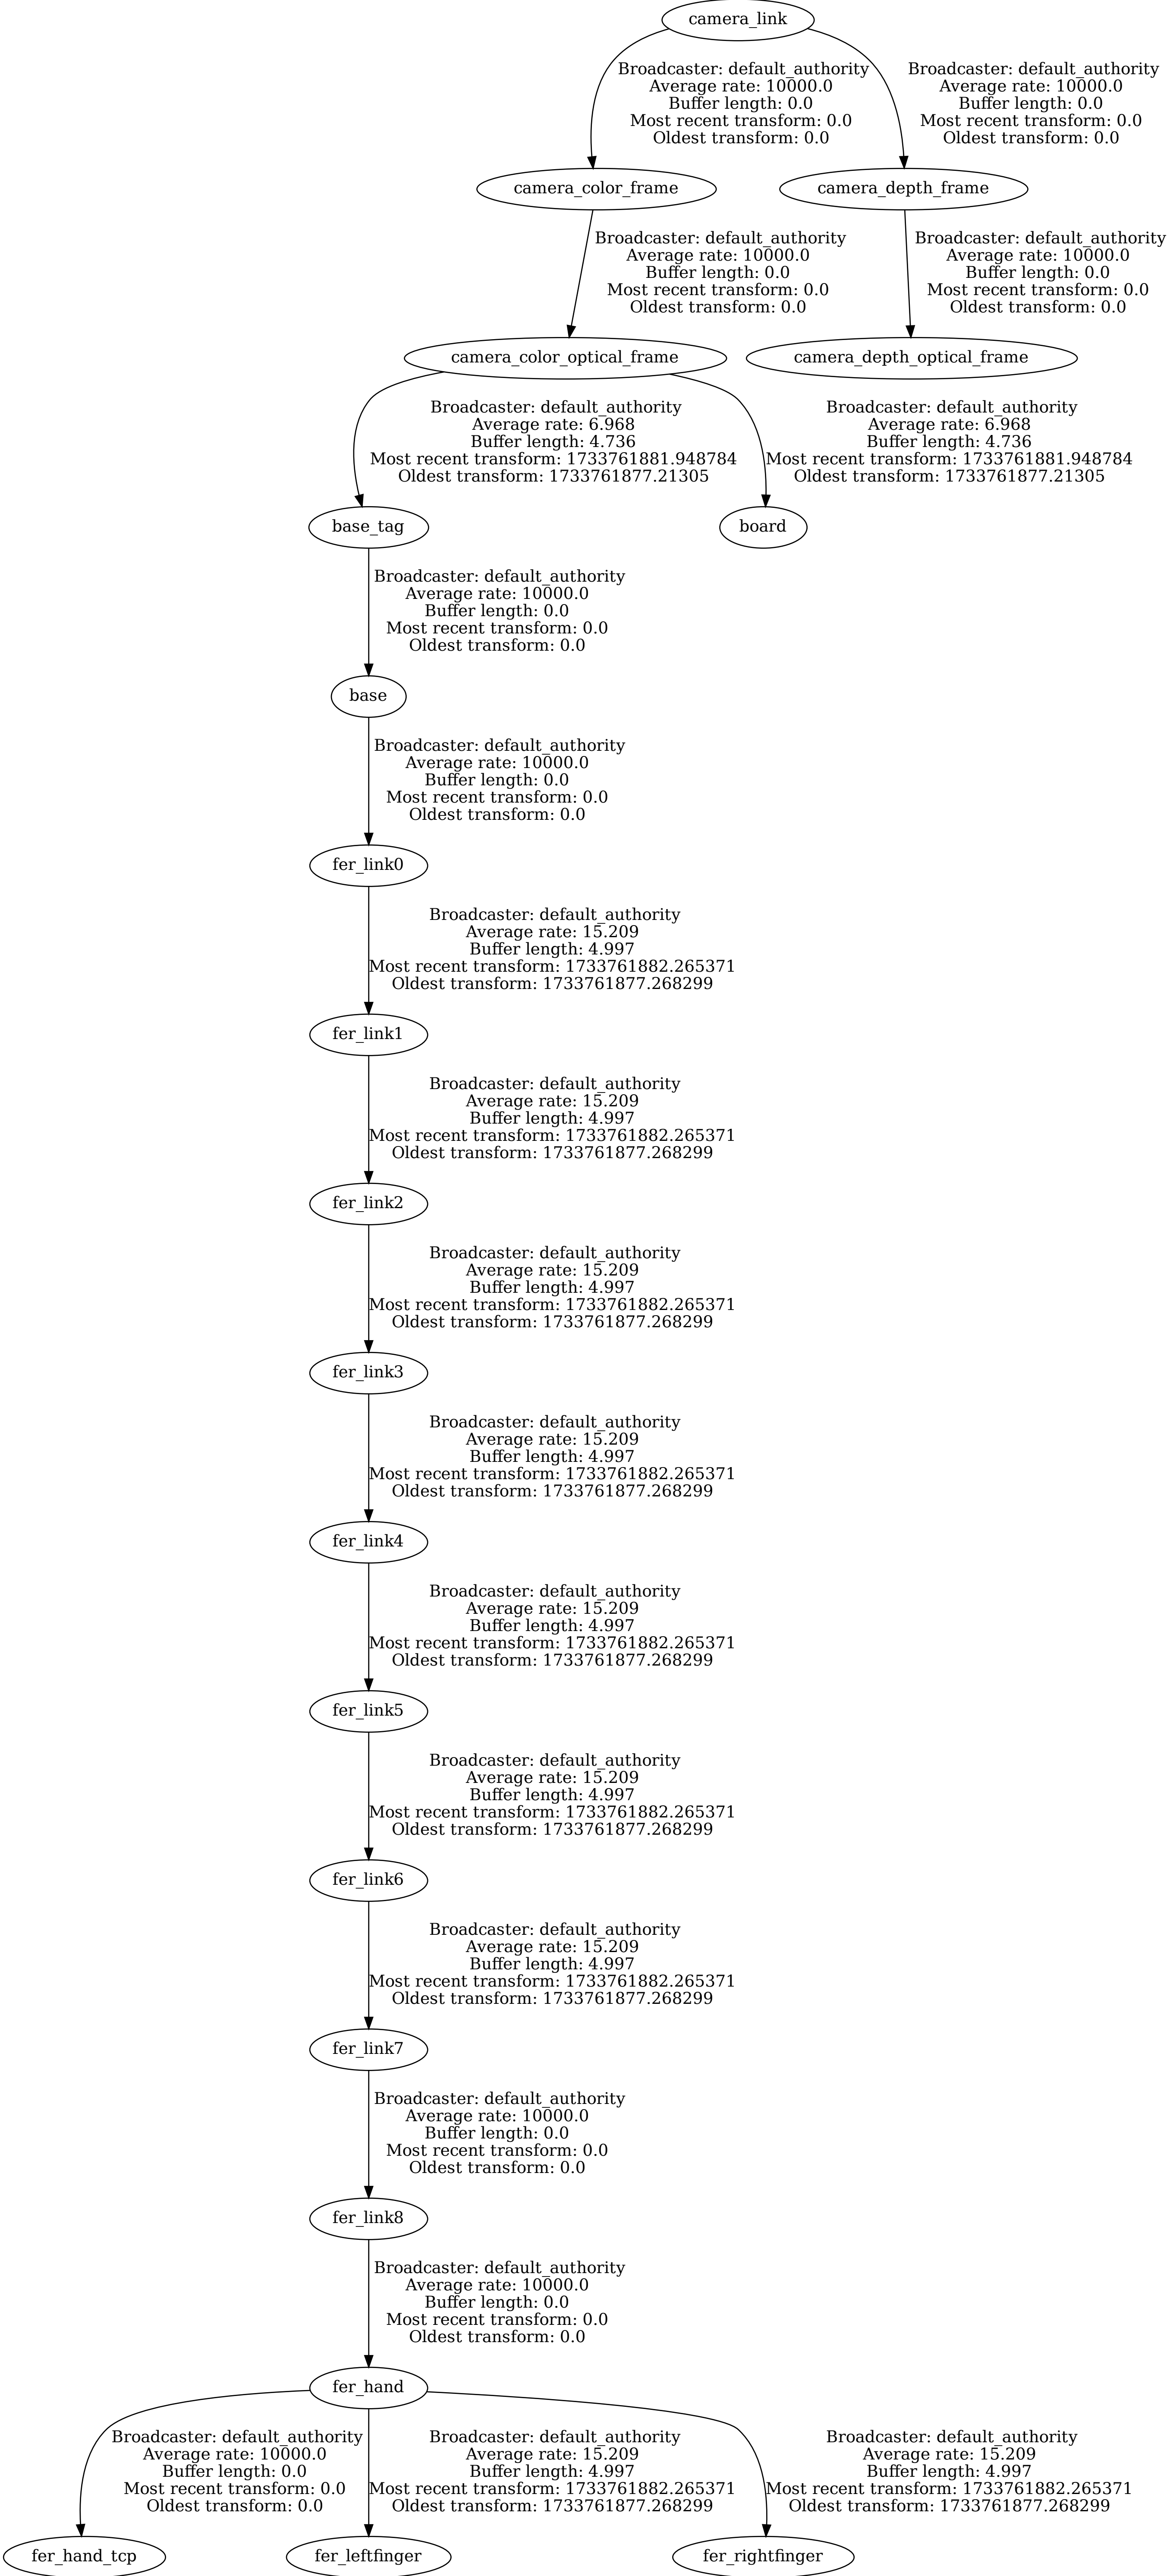 camera_link
Broadcaster: default_authority
Average rate: 10000.0
Buffer length: 0.0
Most recent transform: 0.0
Oldest transform: 0.0
Broadcaster: default_authority
Average rate: 10000.0
Buffer length: 0.0
Most recent transform: 0.0
Oldest transform: 0.0
camera_color_frame
camera_depth_frame
Broadcaster: default_authority
Average rate: 10000.0
Buffer length: 0.0
Most recent transform: 0.0
Oldest transform: 0.0
Broadcaster: default_authority
Average rate: 10000.0
Buffer length: 0.0
Most recent transform: 0.0
Oldest transform: 0.0
camera_color_optical_frame
camera_depth_optical_frame
Broadcaster: default_authority
Average rate: 6.968
Buffer length: 4.736
Most recent transform: 1733761881.948784
Oldest transform: 1733761877.21305
Broadcaster: default_authority
Average rate: 6.968
Buffer length: 4.736
Most recent transform: 1733761881.948784
Oldest transform: 1733761877.21305
base_tag
board
Broadcaster: default_authority
Average rate: 10000.0
Buffer length: 0.0
Most recent transform: 0.0
Oldest transform: 0.0
base
Broadcaster: default_authority
Average rate: 10000.0
Buffer length: 0.0
Most recent transform: 0.0
Oldest transform: 0.0
fer_link0
Broadcaster: default_authority
Average rate: 15.209
Buffer length: 4.997
Most recent transform: 1733761882.265371
Oldest transform: 1733761877.268299
fer_link1
Broadcaster: default_authority
Average rate: 15.209
Buffer length: 4.997
Most recent transform: 1733761882.265371
Oldest transform: 1733761877.268299
fer_link2
Broadcaster: default_authority
Average rate: 15.209
Buffer length: 4.997
Most recent transform: 1733761882.265371
Oldest transform: 1733761877.268299
fer_link3
Broadcaster: default_authority
Average rate: 15.209
Buffer length: 4.997
Most recent transform: 1733761882.265371
Oldest transform: 1733761877.268299
fer_link4
Broadcaster: default_authority
Average rate: 15.209
Buffer length: 4.997
Most recent transform: 1733761882.265371
Oldest transform: 1733761877.268299
fer_link5
Broadcaster: default_authority
Average rate: 15.209
Buffer length: 4.997
Most recent transform: 1733761882.265371
Oldest transform: 1733761877.268299
fer_link6
Broadcaster: default_authority
Average rate: 15.209
Buffer length: 4.997
Most recent transform: 1733761882.265371
Oldest transform: 1733761877.268299
fer_link7
Broadcaster: default_authority
Average rate: 10000.0
Buffer length: 0.0
Most recent transform: 0.0
Oldest transform: 0.0
fer_link8
Broadcaster: default_authority
Average rate: 10000.0
Buffer length: 0.0
Most recent transform: 0.0
Oldest transform: 0.0
fer_hand
Broadcaster: default_authority
Average rate: 10000.0
Buffer length: 0.0
Most recent transform: 0.0
Oldest transform: 0.0
Broadcaster: default_authority
Average rate: 15.209
Buffer length: 4.997
Most recent transform: 1733761882.265371
Oldest transform: 1733761877.268299
Broadcaster: default_authority
Average rate: 15.209
Buffer length: 4.997
Most recent transform: 1733761882.265371
Oldest transform: 1733761877.268299
fer_hand_tcp
fer_leftfinger
fer_rightfinger